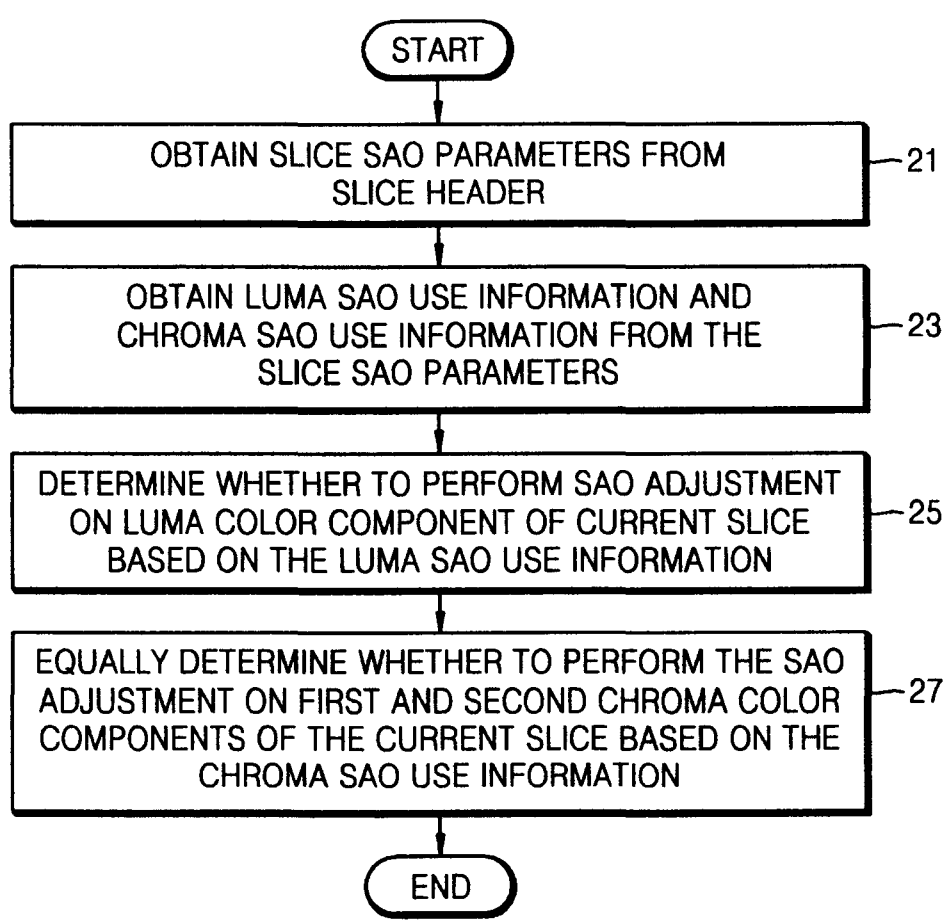 START
OBTAIN SLICE SAO PARAMETERS FROM
SLICE HEADER
21
OBTAIN LUMA SAO USE INFORMATION AND
CHROMA SAO USE INFORMATION FROM THE
SLICE SAO PARAMETERS
23
DETERMINE WHETHER TO PERFORM SAO ADJUSTMENT
ON LUMA COLOR COMPONENT OF CURRENT SLICE
BASED ON THE LUMA SAO USE INFORMATION
25
EQUALLY DETERMINE WHETHER TO PERFORM THE SAO
ADJUSTMENT ON FIRST AND SECOND CHROMA COLOR
COMPONENTS OF THE CURRENT SLICE BASED ON THE
CHROMA SAO USE INFORMATION
27
END